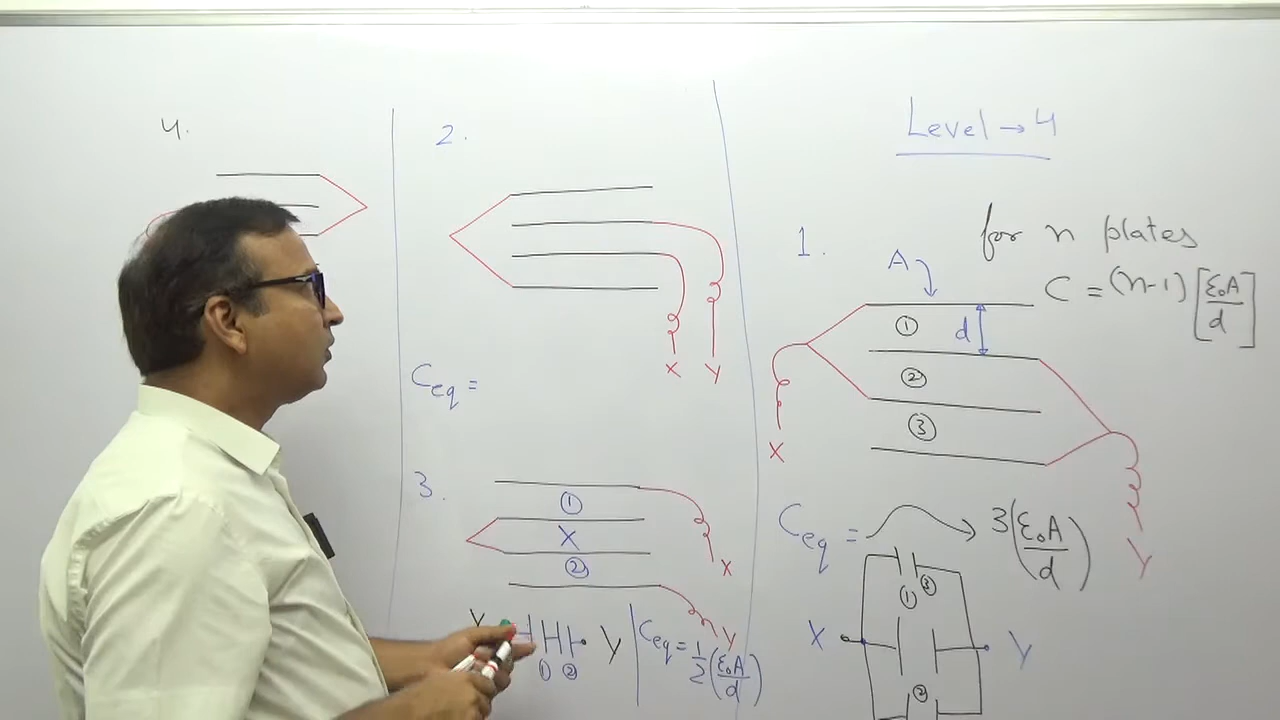 Level → 4
for n plates
C = (n-1) [ε₀A/d]
1.
A
①
d
②
③
X
Y
Ceq = 3(ε₀A/d)
① ③
X
Y
②
2.
X Y
Ceq =
3.
①
X
②
X
Y
Y
① ②
Ceq = 1/2 (ε₀A/d)
4.